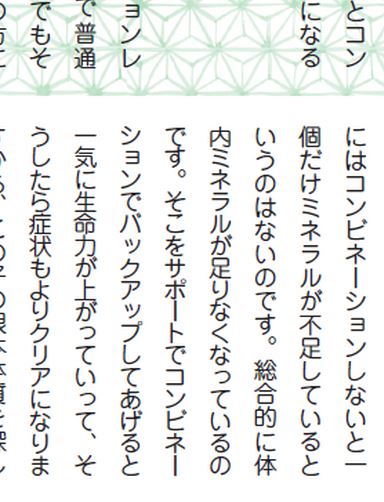 とコン
になる
ョンレ
で普通
でもそ
の方に
にはコンビネーションしないと一
個だけミネラルが不足していると
いうのはないのです。総合的に体
内ミネラルが足りなくなっているの
です。そこをサポートでコンビネー
ションでバックアップしてあげると
一気に生命力が上がっていって、そ
うしたら症状もよりクリアになりま